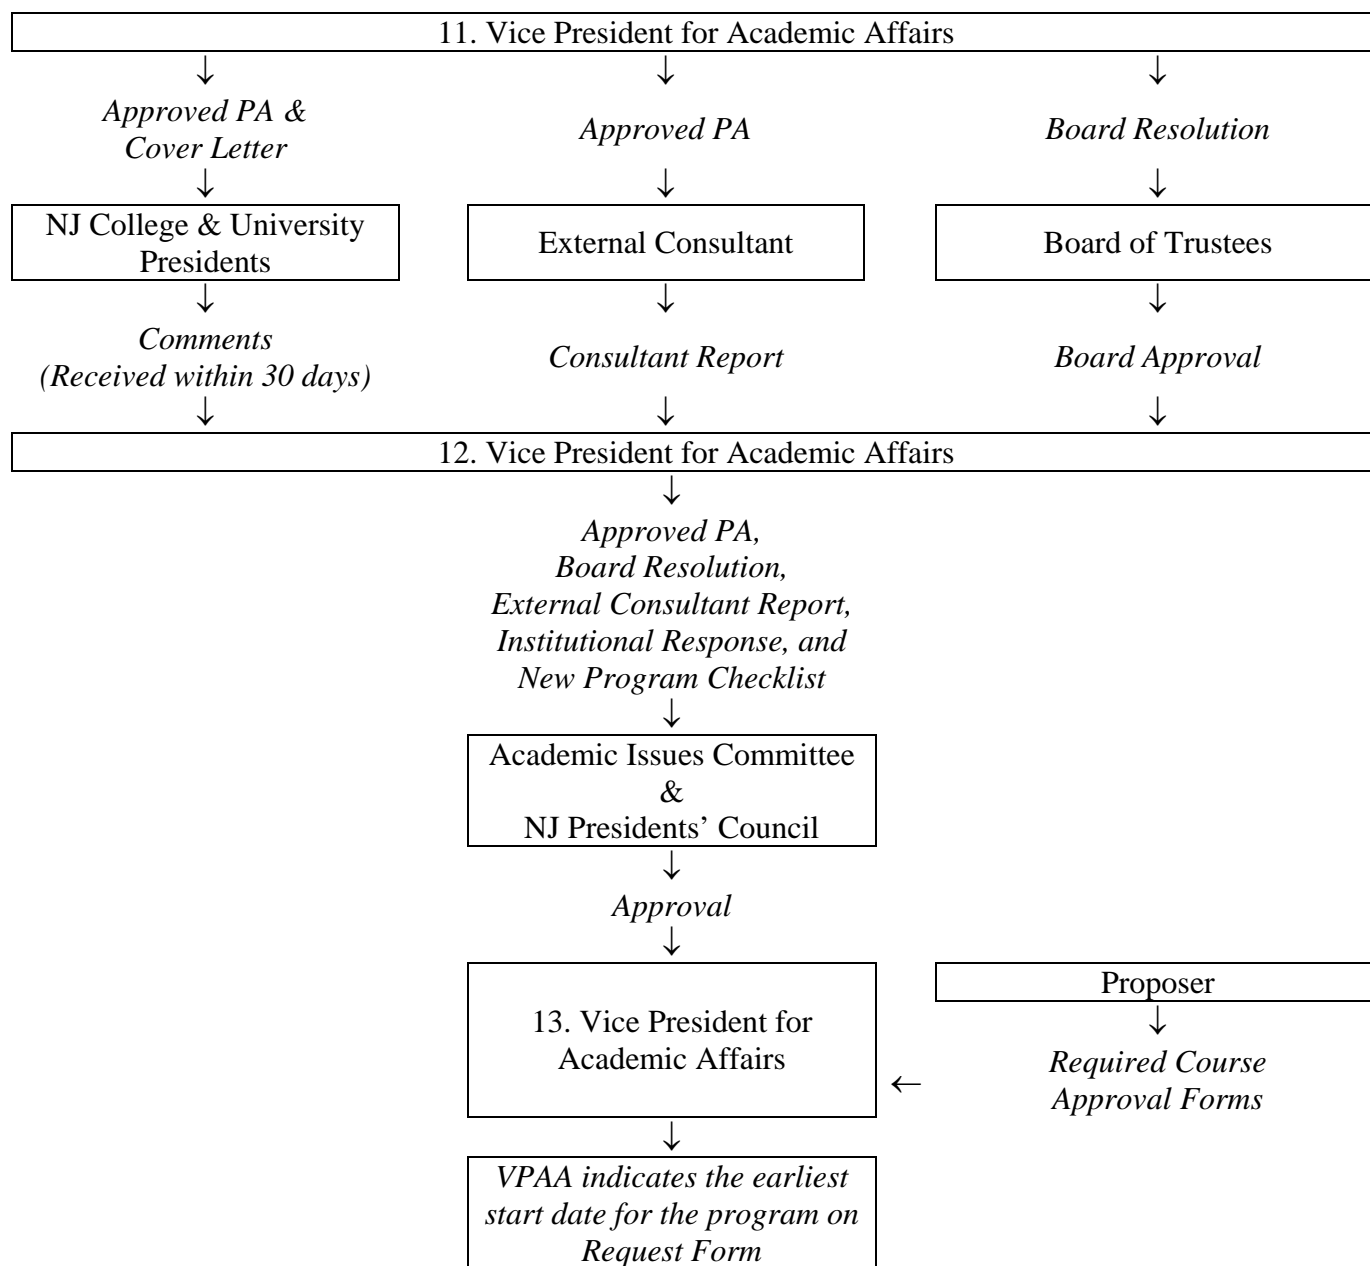 11. Vice President for Academic Affairs
↓ ↓ ↓
Approved PA &
Cover Letter
Approved PA
Board Resolution
↓ ↓ ↓
NJ College & University
Presidents
External Consultant
Board of Trustees
↓ ↓ ↓
Comments
(Received within 30 days)
Consultant Report
Board Approval
↓ ↓ ↓
12. Vice President for Academic Affairs
↓
Approved PA,
Board Resolution,
External Consultant Report,
Institutional Response, and
New Program Checklist
↓
Academic Issues Committee
&
NJ Presidents’ Council
↓
Approval
↓
13. Vice President for
Academic Affairs
Proposer
↓
Required Course
Approval Forms
←
↓
VPAA indicates the earliest
start date for the program on
Request Form